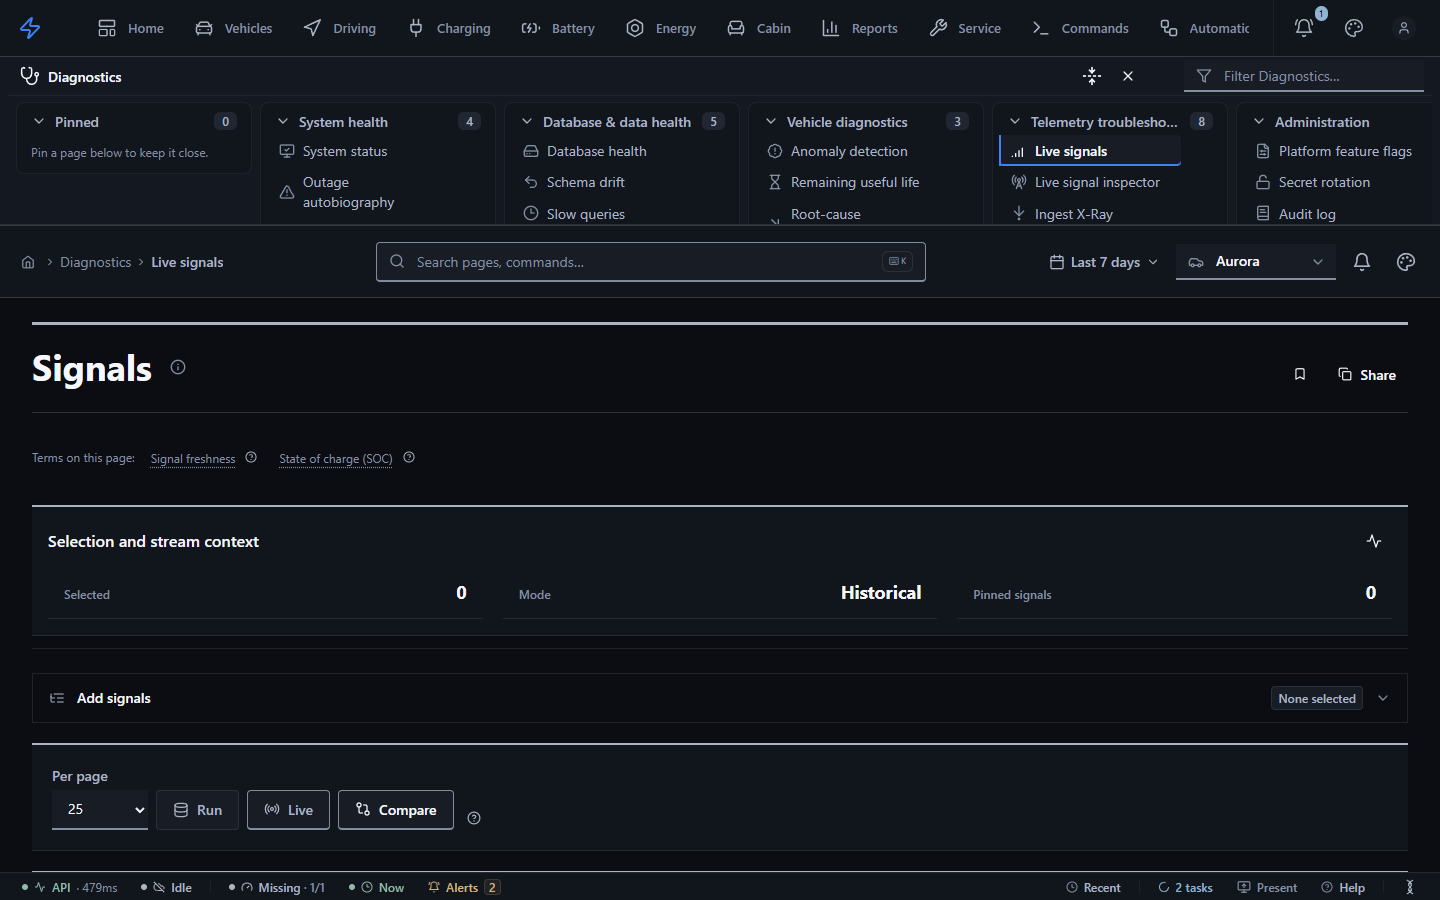 Home Vehicles Driving Charging Battery Energy Cabin Reports Service Commands Automatic 1
Diagnostics Filter Diagnostics...
Pinned 0
Pin a page below to keep it close.
System health 4
System status
Outage
autobiography
Database & data health 5
Database health
Schema drift
Slow queries
Vehicle diagnostics 3
Anomaly detection
Remaining useful life
Root-cause
Telemetry troublesho... 8
Live signals
Live signal inspector
Ingest X-Ray
Administration
Platform feature flags
Secret rotation
Audit log
Diagnostics Live signals Search pages, commands... K Last 7 days Aurora
Signals
Share
Terms on this page: Signal freshness State of charge (SOC)
Selection and stream context
Selected 0 Mode Historical Pinned signals 0
Add signals None selected
Per page
25 Run Live Compare
API · 479ms Idle Missing · 1/1 Now Alerts 2 Recent 2 tasks Present Help